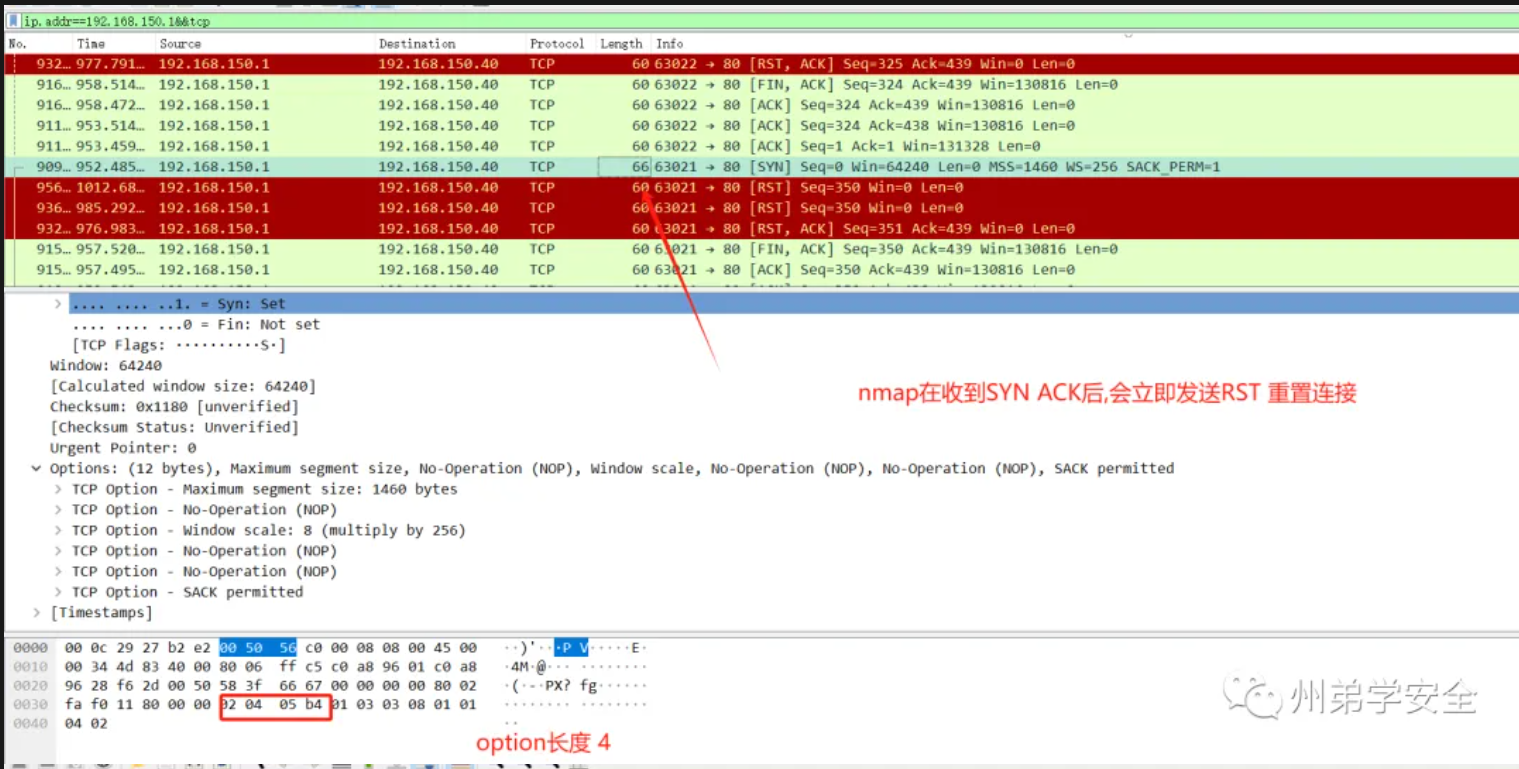 ip.addr==192.168.150.1&&tcp
No. Time Source Destination Protocol Length Info
932… 977.791… 192.168.150.1 192.168.150.40 TCP 60 63022 → 80 [RST, ACK] Seq=325 Ack=439 Win=0 Len=0
916… 958.514… 192.168.150.1 192.168.150.40 TCP 60 63022 → 80 [FIN, ACK] Seq=324 Ack=439 Win=130816 Len=0
916… 958.472… 192.168.150.1 192.168.150.40 TCP 60 63022 → 80 [ACK] Seq=324 Ack=439 Win=130816 Len=0
911… 953.514… 192.168.150.1 192.168.150.40 TCP 60 63022 → 80 [ACK] Seq=324 Ack=438 Win=130816 Len=0
911… 953.459… 192.168.150.1 192.168.150.40 TCP 60 63022 → 80 [ACK] Seq=1 Ack=1 Win=131328 Len=0
909… 952.485… 192.168.150.1 192.168.150.40 TCP 66 63021 → 80 [SYN] Seq=0 Win=64240 Len=0 MSS=1460 WS=256 SACK_PERM=1
956… 1012.68… 192.168.150.1 192.168.150.40 TCP 60 63021 → 80 [RST] Seq=350 Win=0 Len=0
936… 985.292… 192.168.150.1 192.168.150.40 TCP 60 63021 → 80 [RST] Seq=350 Win=0 Len=0
932… 976.983… 192.168.150.1 192.168.150.40 TCP 60 63021 → 80 [RST, ACK] Seq=351 Ack=439 Win=0 Len=0
915… 957.520… 192.168.150.1 192.168.150.40 TCP 60 63021 → 80 [FIN, ACK] Seq=350 Ack=439 Win=130816 Len=0
915… 957.495… 192.168.150.1 192.168.150.40 TCP 60 63021 → 80 [ACK] Seq=350 Ack=439 Win=130816 Len=0
.... .... ..1. = Syn: Set
.... .... ...0 = Fin: Not set
[TCP Flags: ··········S·]
Window: 64240
[Calculated window size: 64240]
nmap在收到SYN ACK后,会立即发送RST 重置连接
Checksum: 0x1180 [unverified]
[Checksum Status: Unverified]
Urgent Pointer: 0
Options: (12 bytes), Maximum segment size, No-Operation (NOP), Window scale, No-Operation (NOP), No-Operation (NOP), SACK permitted
TCP Option - Maximum segment size: 1460 bytes
TCP Option - No-Operation (NOP)
TCP Option - Window scale: 8 (multiply by 256)
TCP Option - No-Operation (NOP)
TCP Option - No-Operation (NOP)
TCP Option - SACK permitted
[Timestamps]
0000 00 0c 29 27 b2 e2 00 50 56 c0 00 08 08 00 45 00 ··)'···P V·····E·
0010 00 34 4d 83 40 00 80 06 ff c5 c0 a8 96 01 c0 a8 ·4M·@··· ········
0020 96 28 f6 2d 00 50 58 3f 66 67 00 00 00 00 80 02 ·(·-·PX? fg······
0030 fa f0 11 80 00 00 02 04 05 b4 01 03 03 08 01 01 ········ ········
0040 04 02 ··
option长度 4
州弟学安全